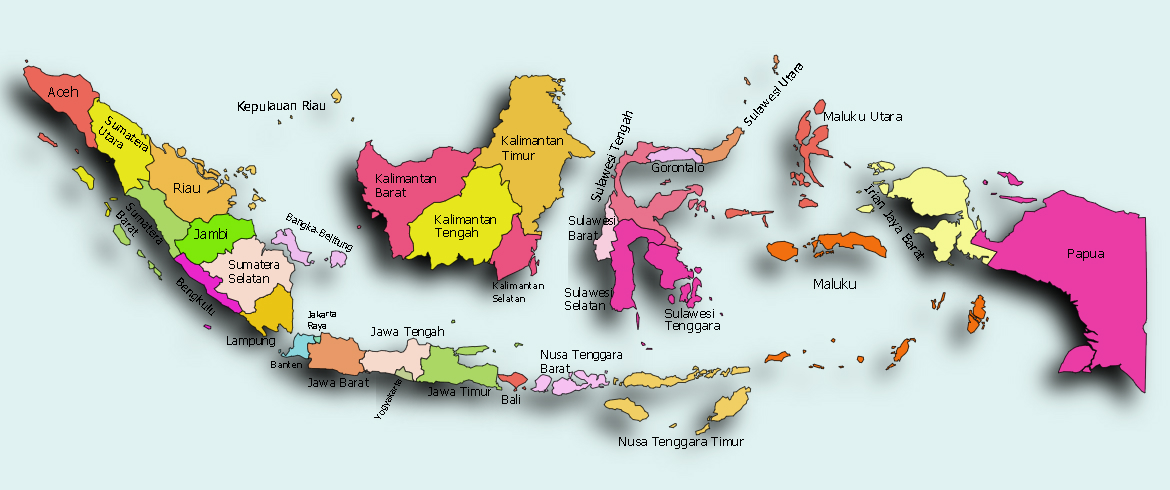 Aceh
Sumatera
Utara
Kepulauan Riau
Riau
Sumatera
Barat
Jambi
Bangka-Belitung
Sumatera
Selatan
Bengkulu
Lampung
Jakarta
Raya
Banten
Jawa Barat
Jawa Tengah
Yogyakarta
Jawa Timur
Bali
Nusa Tenggara
Barat
Nusa Tenggara Timur
Kalimantan
Barat
Kalimantan
Tengah
Kalimantan
Timur
Kalimantan
Selatan
Sulawesi Tengah
Sulawesi Utara
Gorontalo
Sulawesi
Barat
Sulawesi
Selatan
Sulawesi
Tenggara
Maluku Utara
Maluku
Irian Jaya Barat
Papua